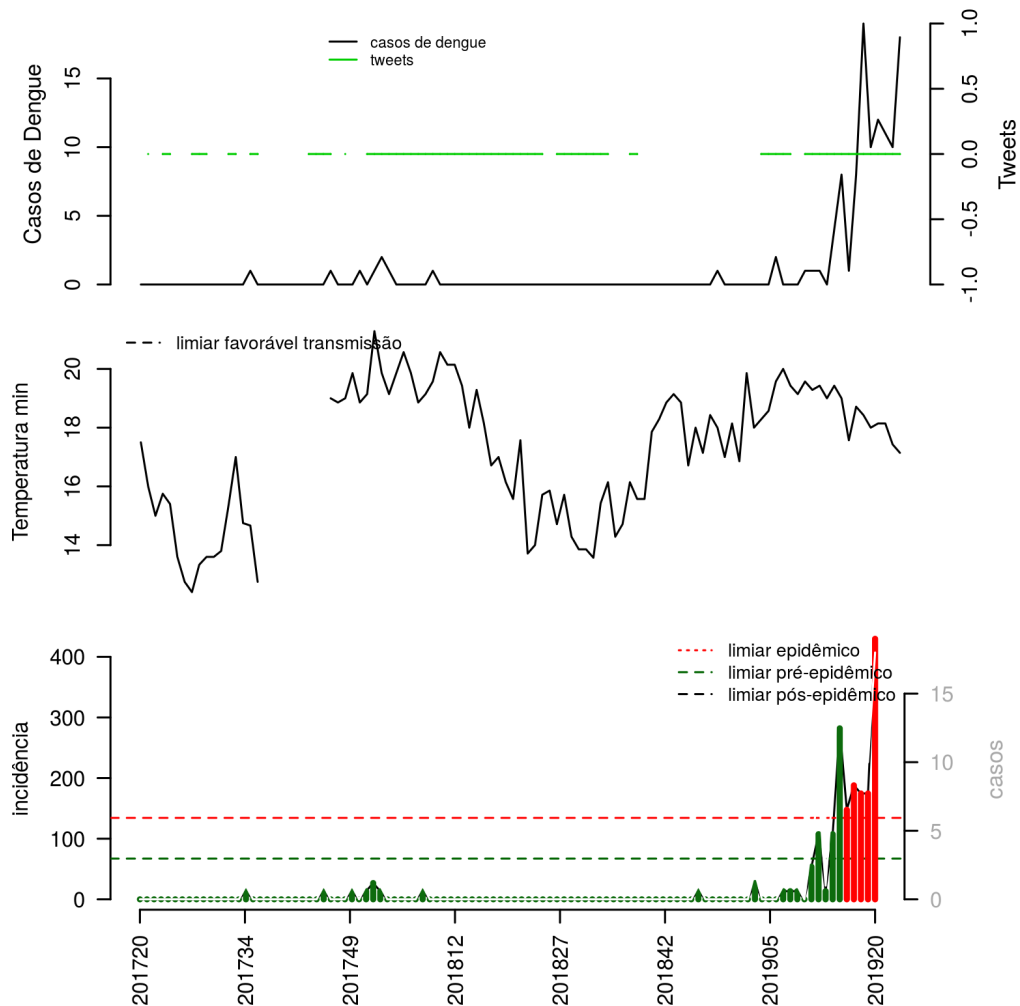 casos de dengue
tweets
Casos de Dengue
0
5
10
15
-1.0
-0.5
0.0
0.5
1.0
Tweets
limiar favorável transmissão
Temperatura min
14
16
18
20
limiar epidêmico
limiar pré-epidêmico
limiar pós-epidêmico
incidência
0
100
200
300
400
0
5
10
15
casos
201720
201734
201749
201812
201827
201842
201905
201920